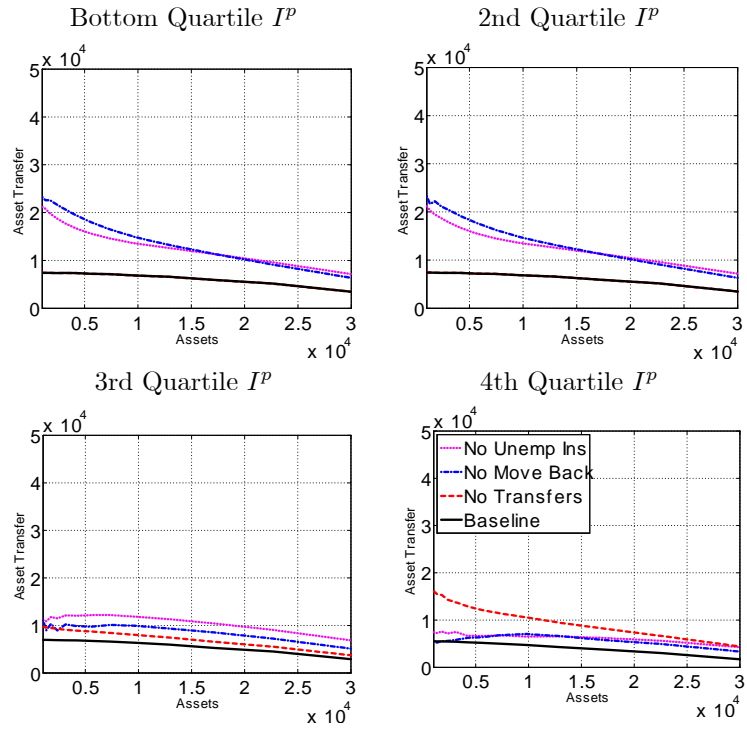 Bottom Quartile I^p
x 10^4
5
4
3
2
1
0
Asset Transfer
0.5 1 1.5 2 2.5 3
Assets
x 10^4
2nd Quartile I^p
x 10^4
5
4
3
2
1
0
Asset Transfer
0.5 1 1.5 2 2.5 3
Assets
x 10^4
3rd Quartile I^p
x 10^4
5
4
3
2
1
0
Asset Transfer
0.5 1 1.5 2 2.5 3
Assets
x 10^4
4th Quartile I^p
x 10^4
5
4
3
2
1
0
Asset Transfer
No Unemp Ins
No Move Back
No Transfers
Baseline
0.5 1 1.5 2 2.5 3
Assets
x 10^4